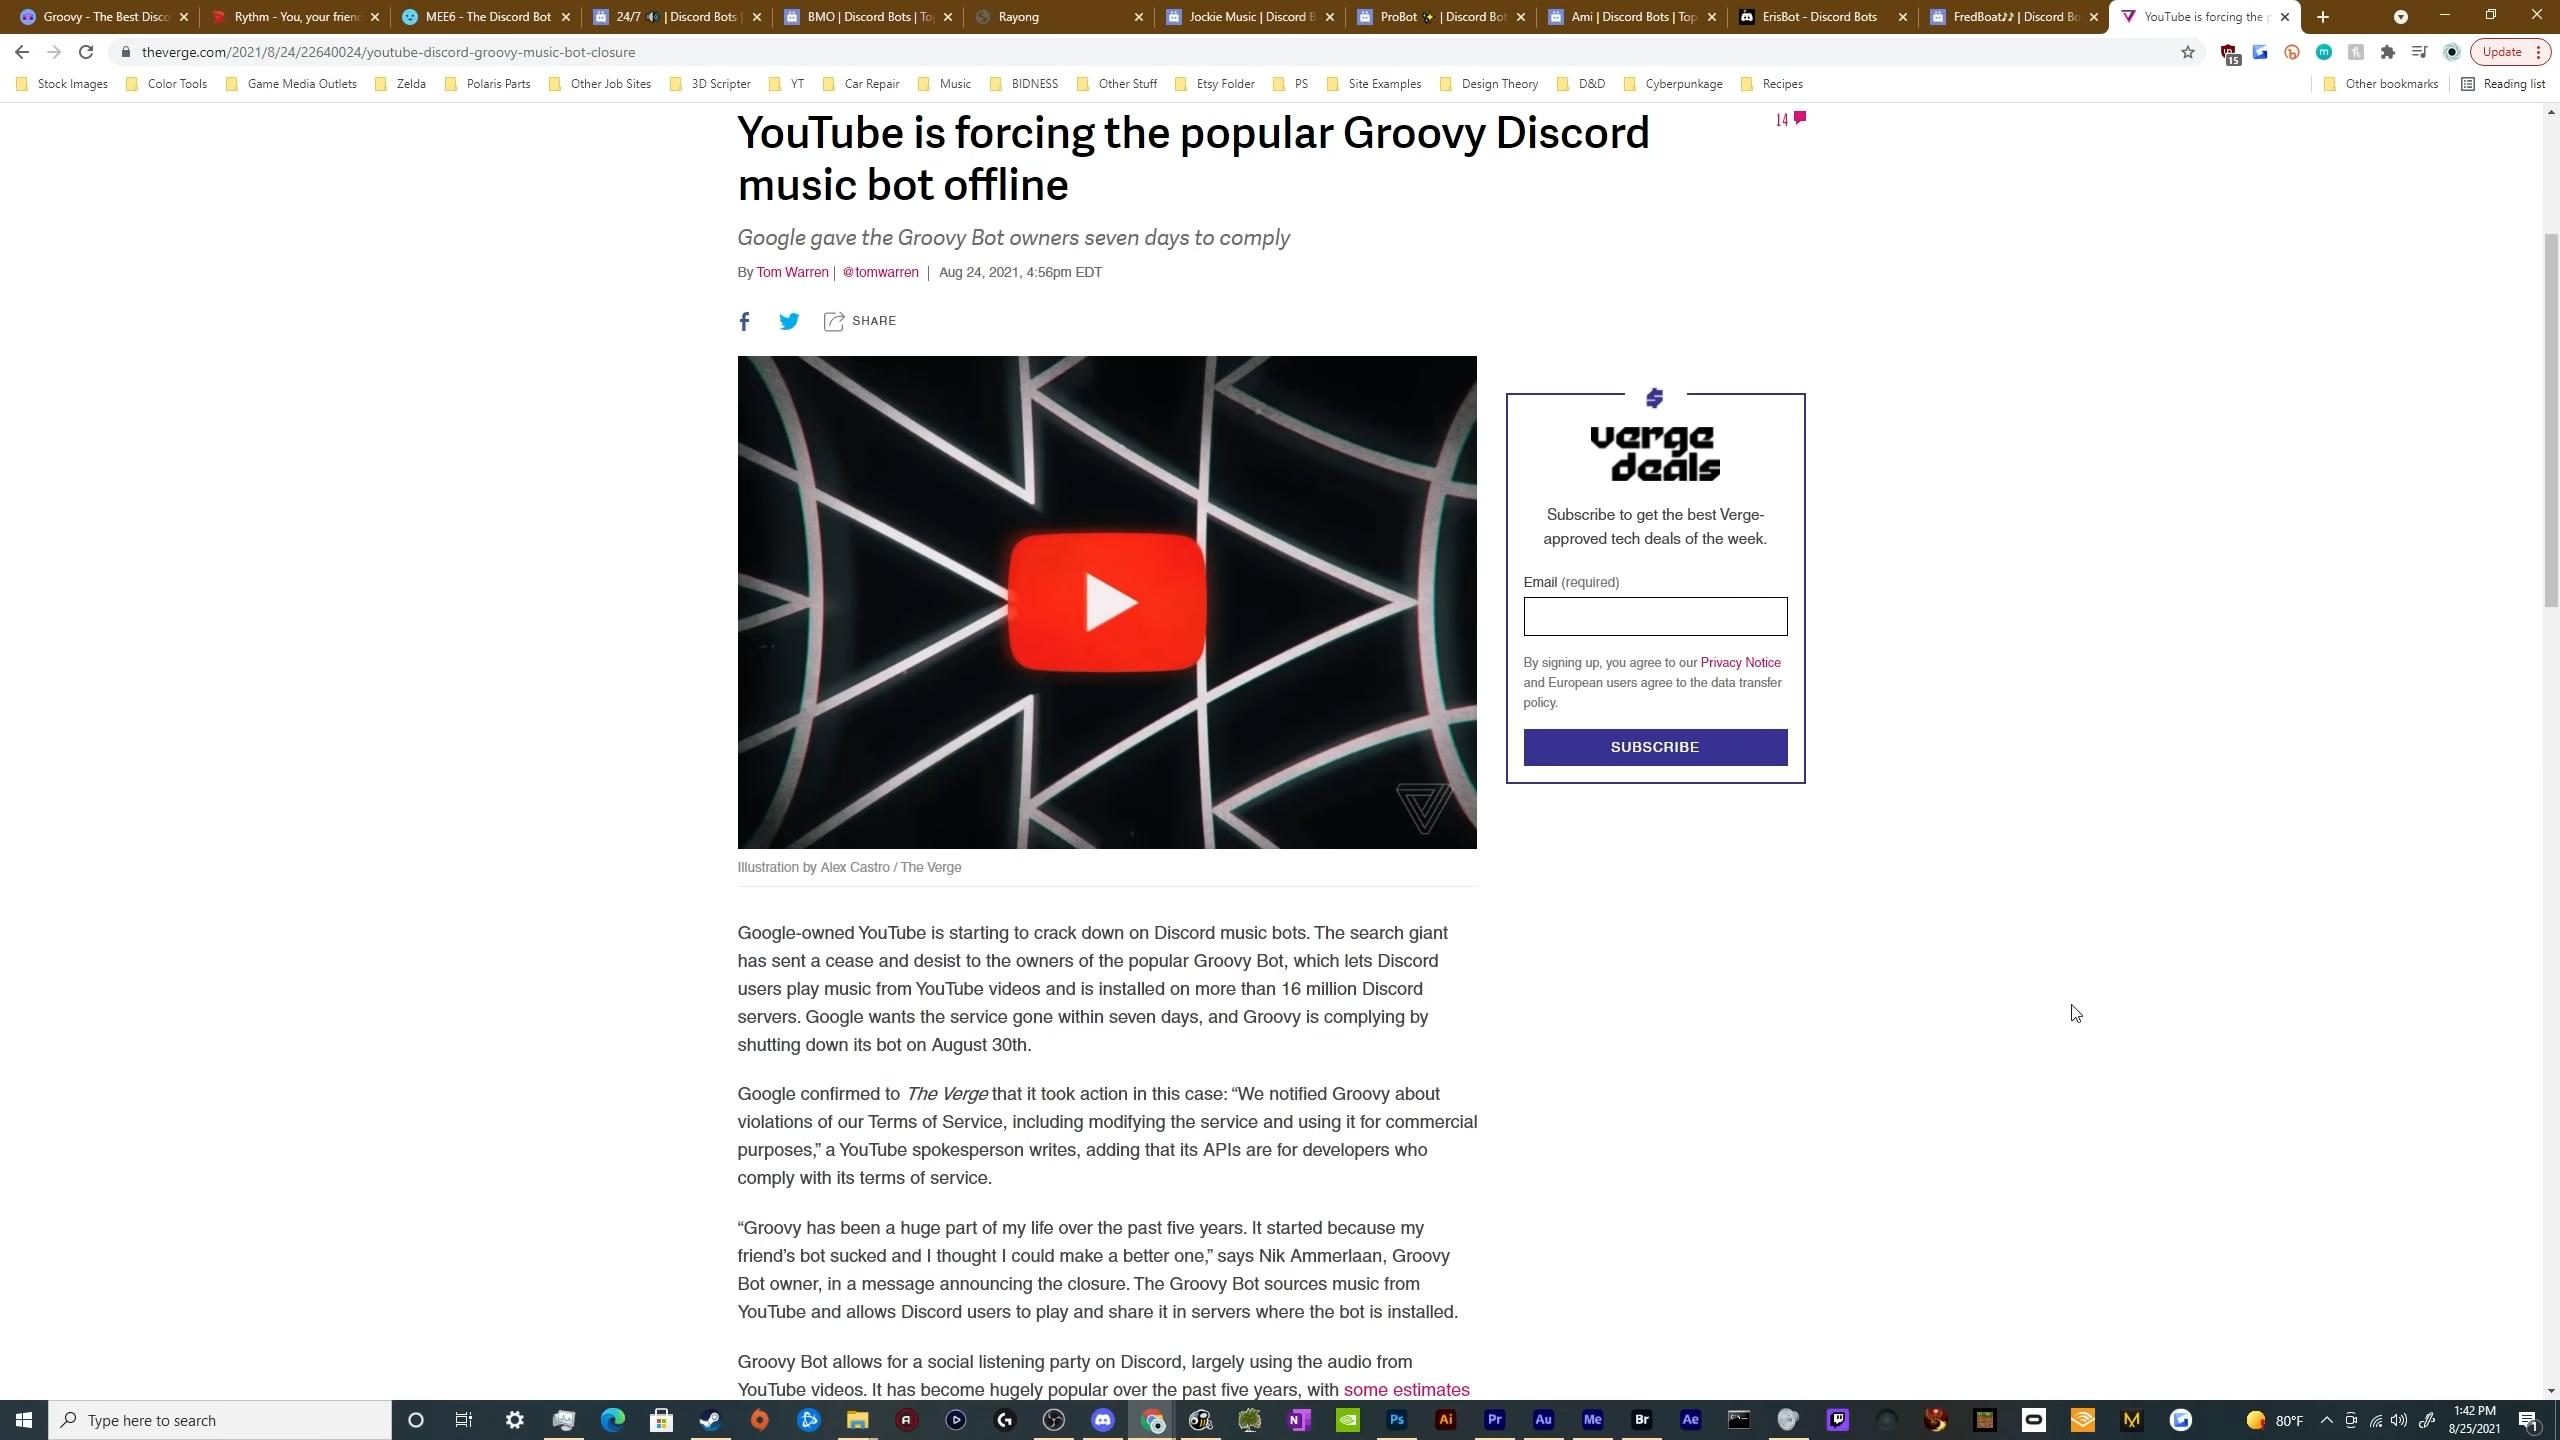 Groovy - The Best Disco
Rythm - You, your frien
MEE6 - The Discord Bot
24/7 🔊 | Discord Bots |
BMO | Discord Bots | To
Rayong
Jockie Music | Discord B
ProBot ✨ | Discord Bot
Ami | Discord Bots | Top
ErisBot - Discord Bots
FredBoat♪♪ | Discord Bo
YouTube is forcing the p
theverge.com/2021/8/24/22640024/youtube-discord-groovy-music-bot-closure
15
Update
Stock Images
Color Tools
Game Media Outlets
Zelda
Polaris Parts
Other Job Sites
3D Scripter
YT
Car Repair
Music
BIDNESS
Other Stuff
Etsy Folder
PS
Site Examples
Design Theory
D&D
Cyberpunkage
Recipes
Other bookmarks
Reading list
YouTube is forcing the popular Groovy Discord
music bot offline
14
Google gave the Groovy Bot owners seven days to comply
By Tom Warren | @tomwarren | Aug 24, 2021, 4:56pm EDT
SHARE
verge
deals
Subscribe to get the best Verge-
approved tech deals of the week.
Email (required)
By signing up, you agree to our Privacy Notice
and European users agree to the data transfer
policy.
SUBSCRIBE
Illustration by Alex Castro / The Verge
Google-owned YouTube is starting to crack down on Discord music bots. The search giant
has sent a cease and desist to the owners of the popular Groovy Bot, which lets Discord
users play music from YouTube videos and is installed on more than 16 million Discord
servers. Google wants the service gone within seven days, and Groovy is complying by
shutting down its bot on August 30th.
Google confirmed to The Verge that it took action in this case: “We notified Groovy about
violations of our Terms of Service, including modifying the service and using it for commercial
purposes,” a YouTube spokesperson writes, adding that its APIs are for developers who
comply with its terms of service.
“Groovy has been a huge part of my life over the past five years. It started because my
friend’s bot sucked and I thought I could make a better one,” says Nik Ammerlaan, Groovy
Bot owner, in a message announcing the closure. The Groovy Bot sources music from
YouTube and allows Discord users to play and share it in servers where the bot is installed.
Groovy Bot allows for a social listening party on Discord, largely using the audio from
YouTube videos. It has become hugely popular over the past five years, with some estimates
Type here to search
N
Ps
Ai
Pr
Au
Me
Br
Ae
80°F
1:42 PM
8/25/2021
1